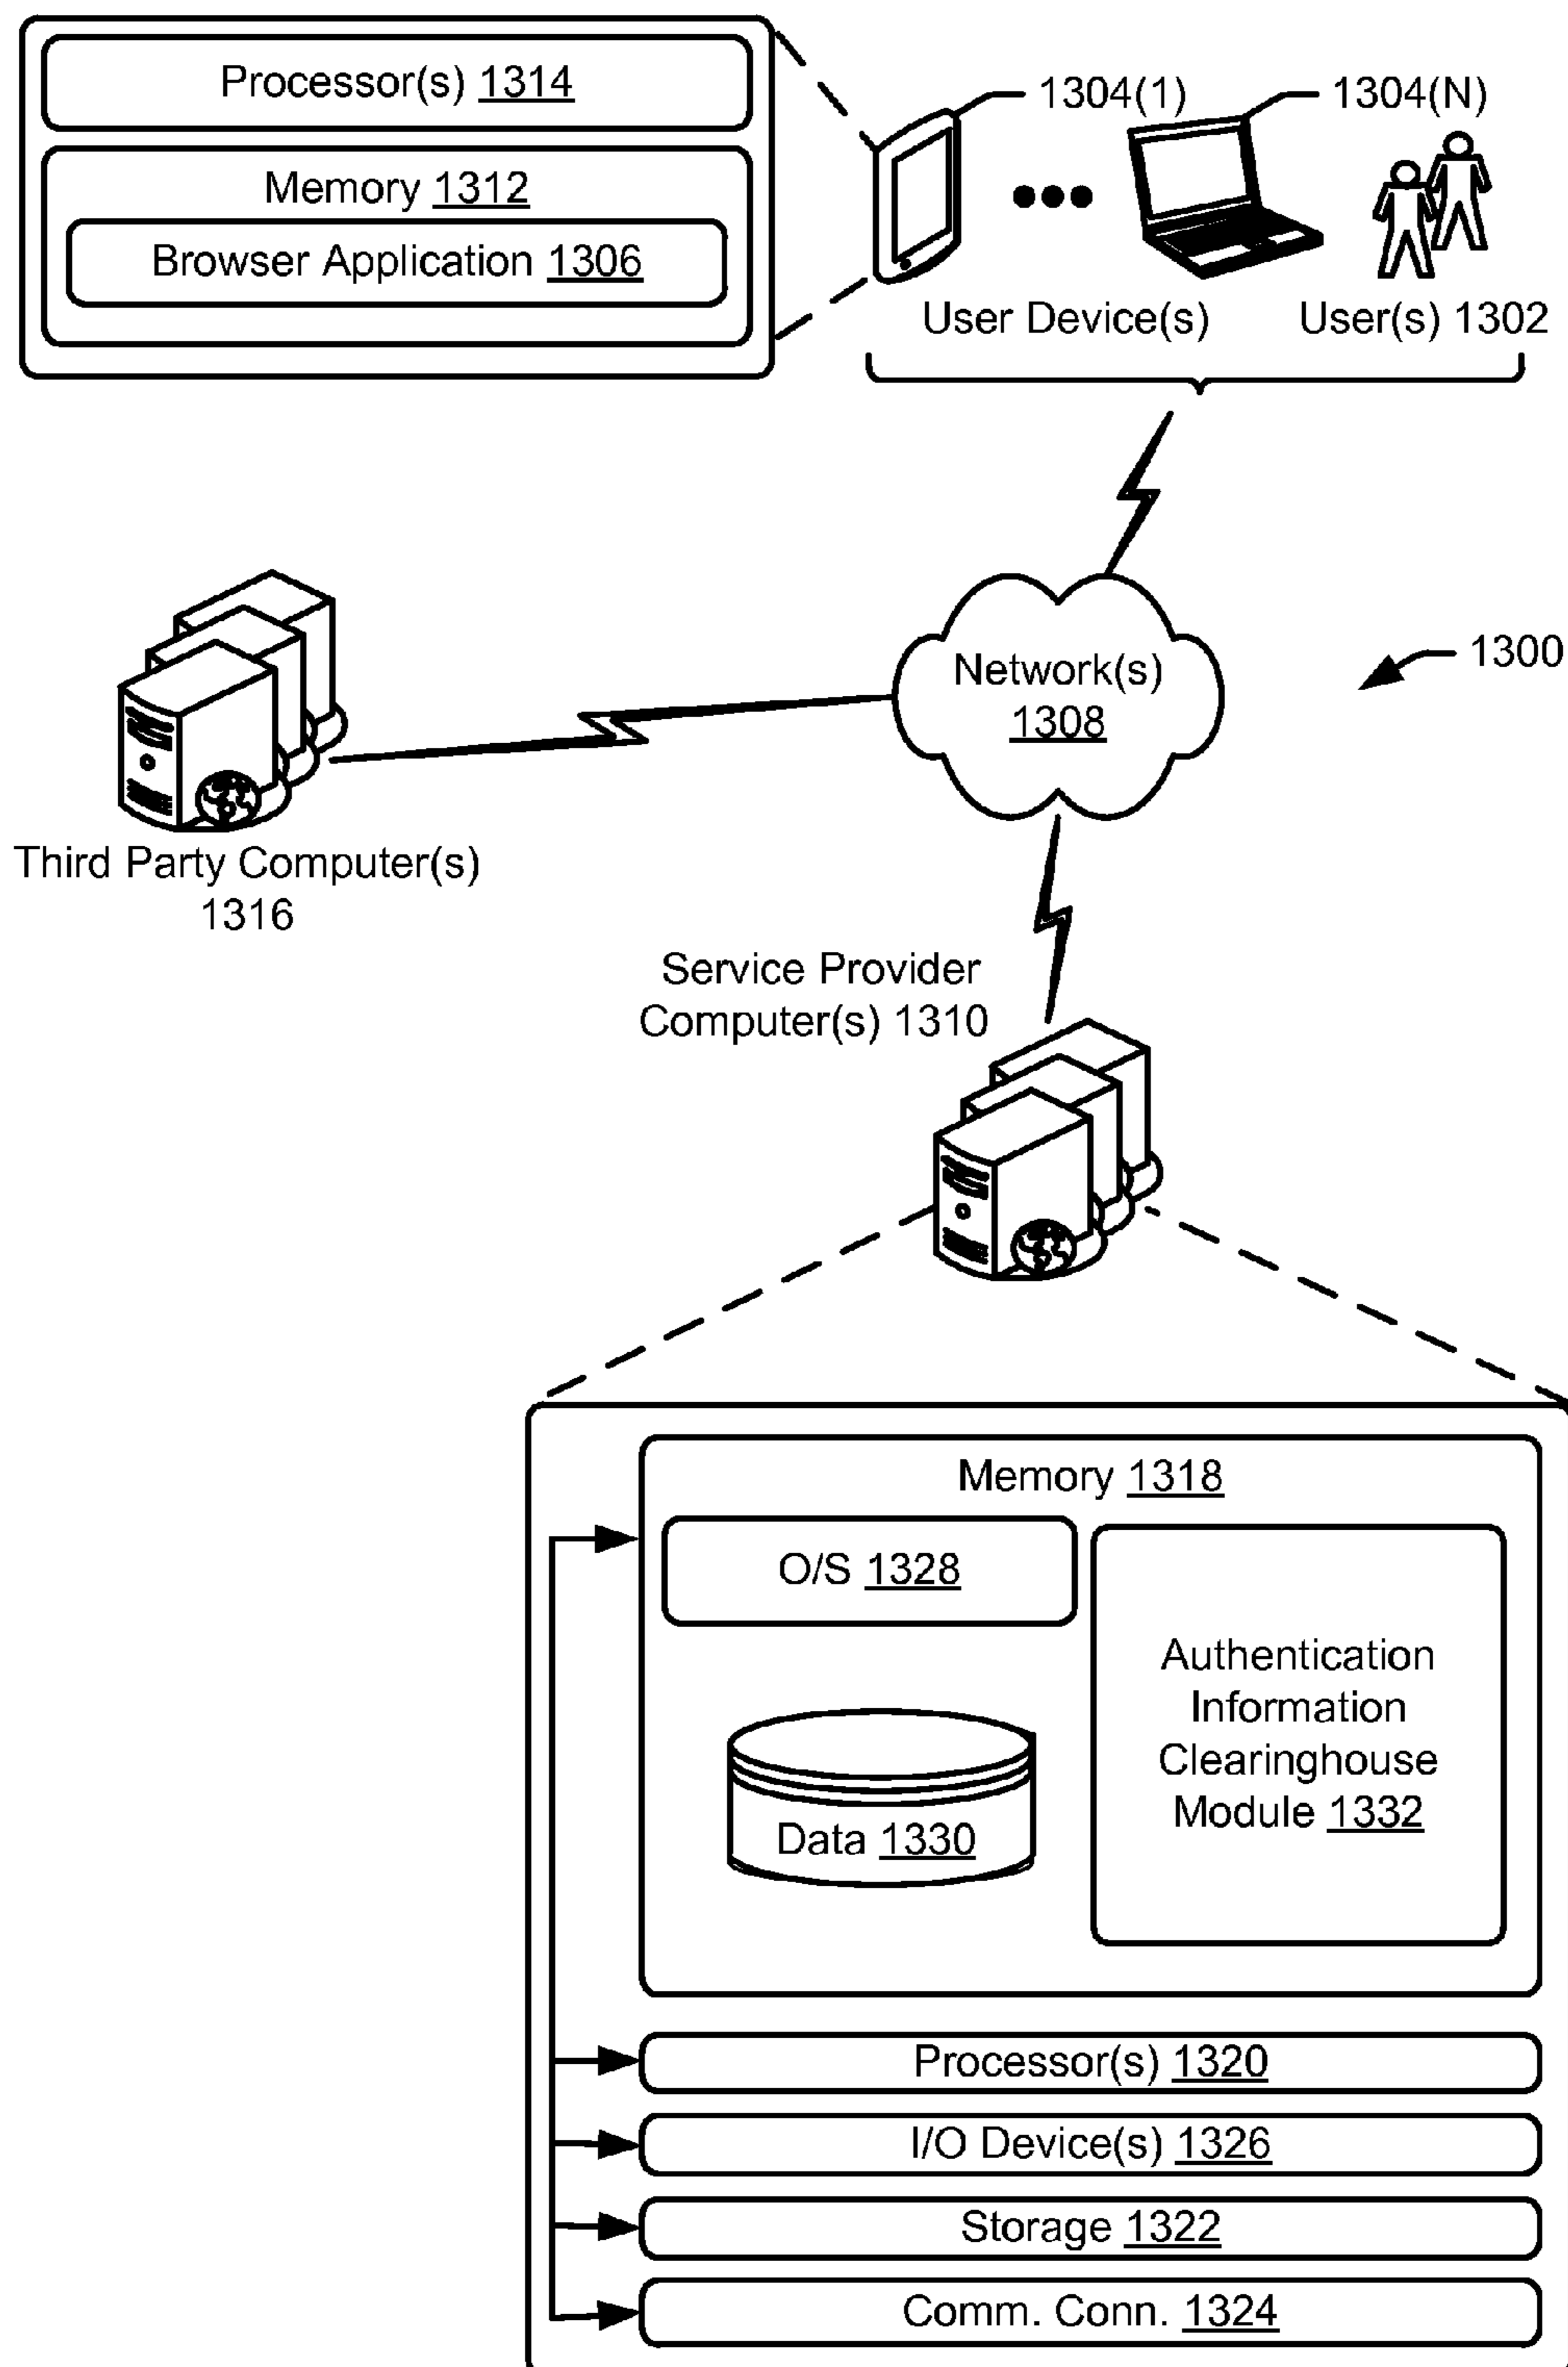 Processor(s) 1314
Memory 1312
Browser Application 1306
1304(1)
1304(N)
User Device(s)
User(s) 1302
Network(s)
1308
1300
Third Party Computer(s)
1316
Service Provider
Computer(s) 1310
Memory 1318
O/S 1328
Data 1330
Authentication
Information
Clearinghouse
Module 1332
Processor(s) 1320
I/O Device(s) 1326
Storage 1322
Comm. Conn. 1324